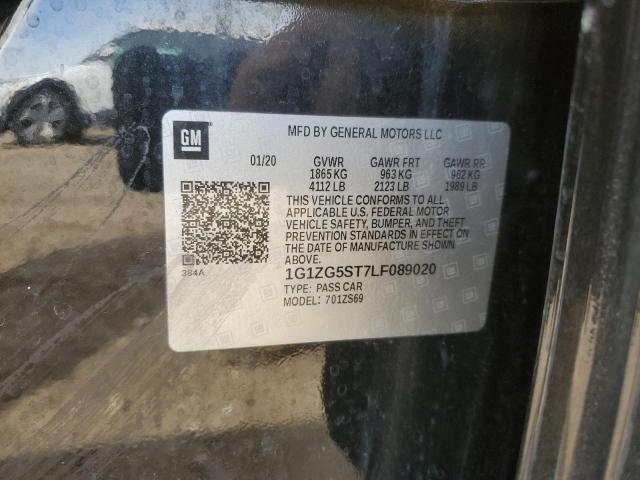 GM
MFD BY GENERAL MOTORS LLC
01/20 GVWR GAWR FRT GAWR RR
1865 KG 963 KG 902 KG
4112 LB 2123 LB 1989 LB
THIS VEHICLE CONFORMS TO ALL
APPLICABLE U.S. FEDERAL MOTOR
VEHICLE SAFETY, BUMPER, AND THEFT
PREVENTION STANDARDS IN EFFECT ON
THE DATE OF MANUFACTURE SHOWN
ABOVE.
384A
1G1ZG5ST7LF089020
TYPE: PASS CAR
MODEL: 701ZS69